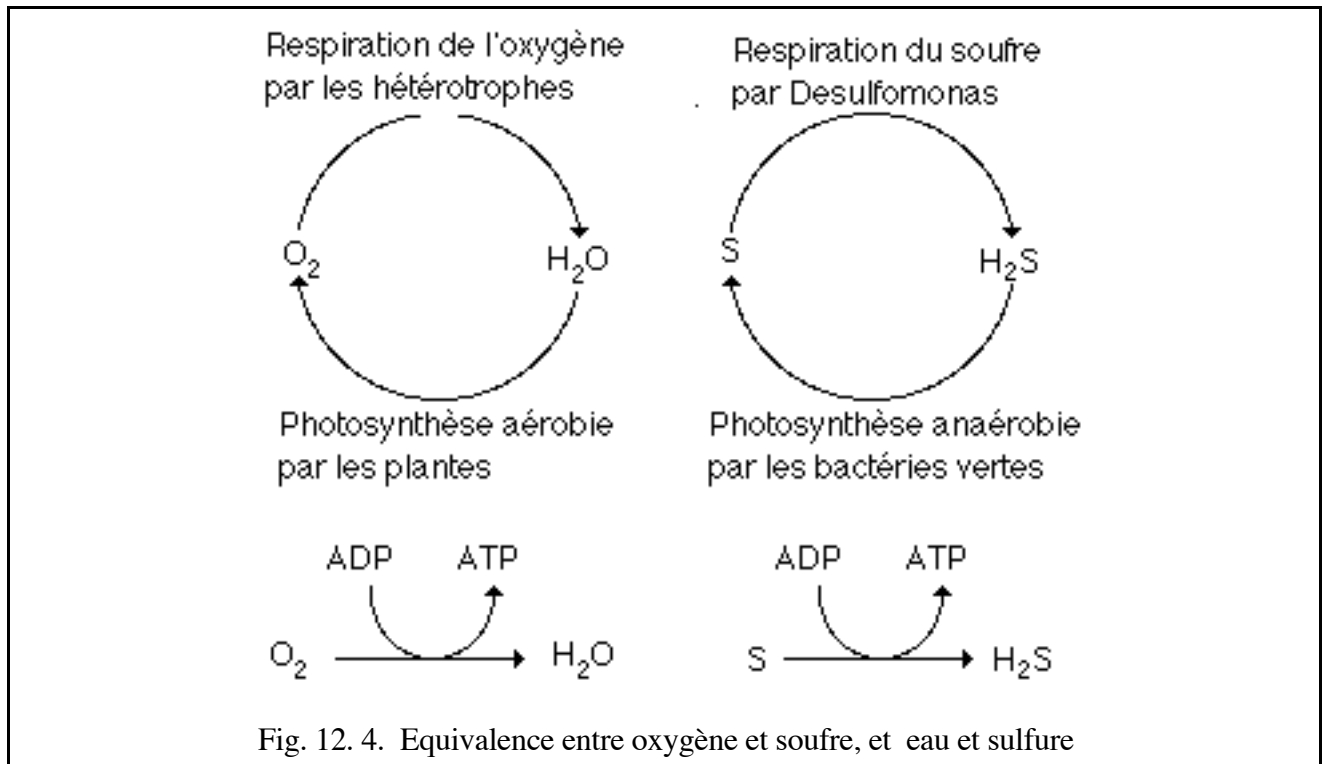 Respiration de l'oxygène
par les hétérotrophes
Respiration du soufre
par Desulfomonas
O2
H2O
S
H2S
Photosynthèse aérobie
par les plantes
Photosynthèse anaérobie
par les bactéries vertes
ADP
ATP
ADP
ATP
O2
H2O
S
H2S
Fig. 12. 4. Equivalence entre oxygène et soufre, et eau et sulfure